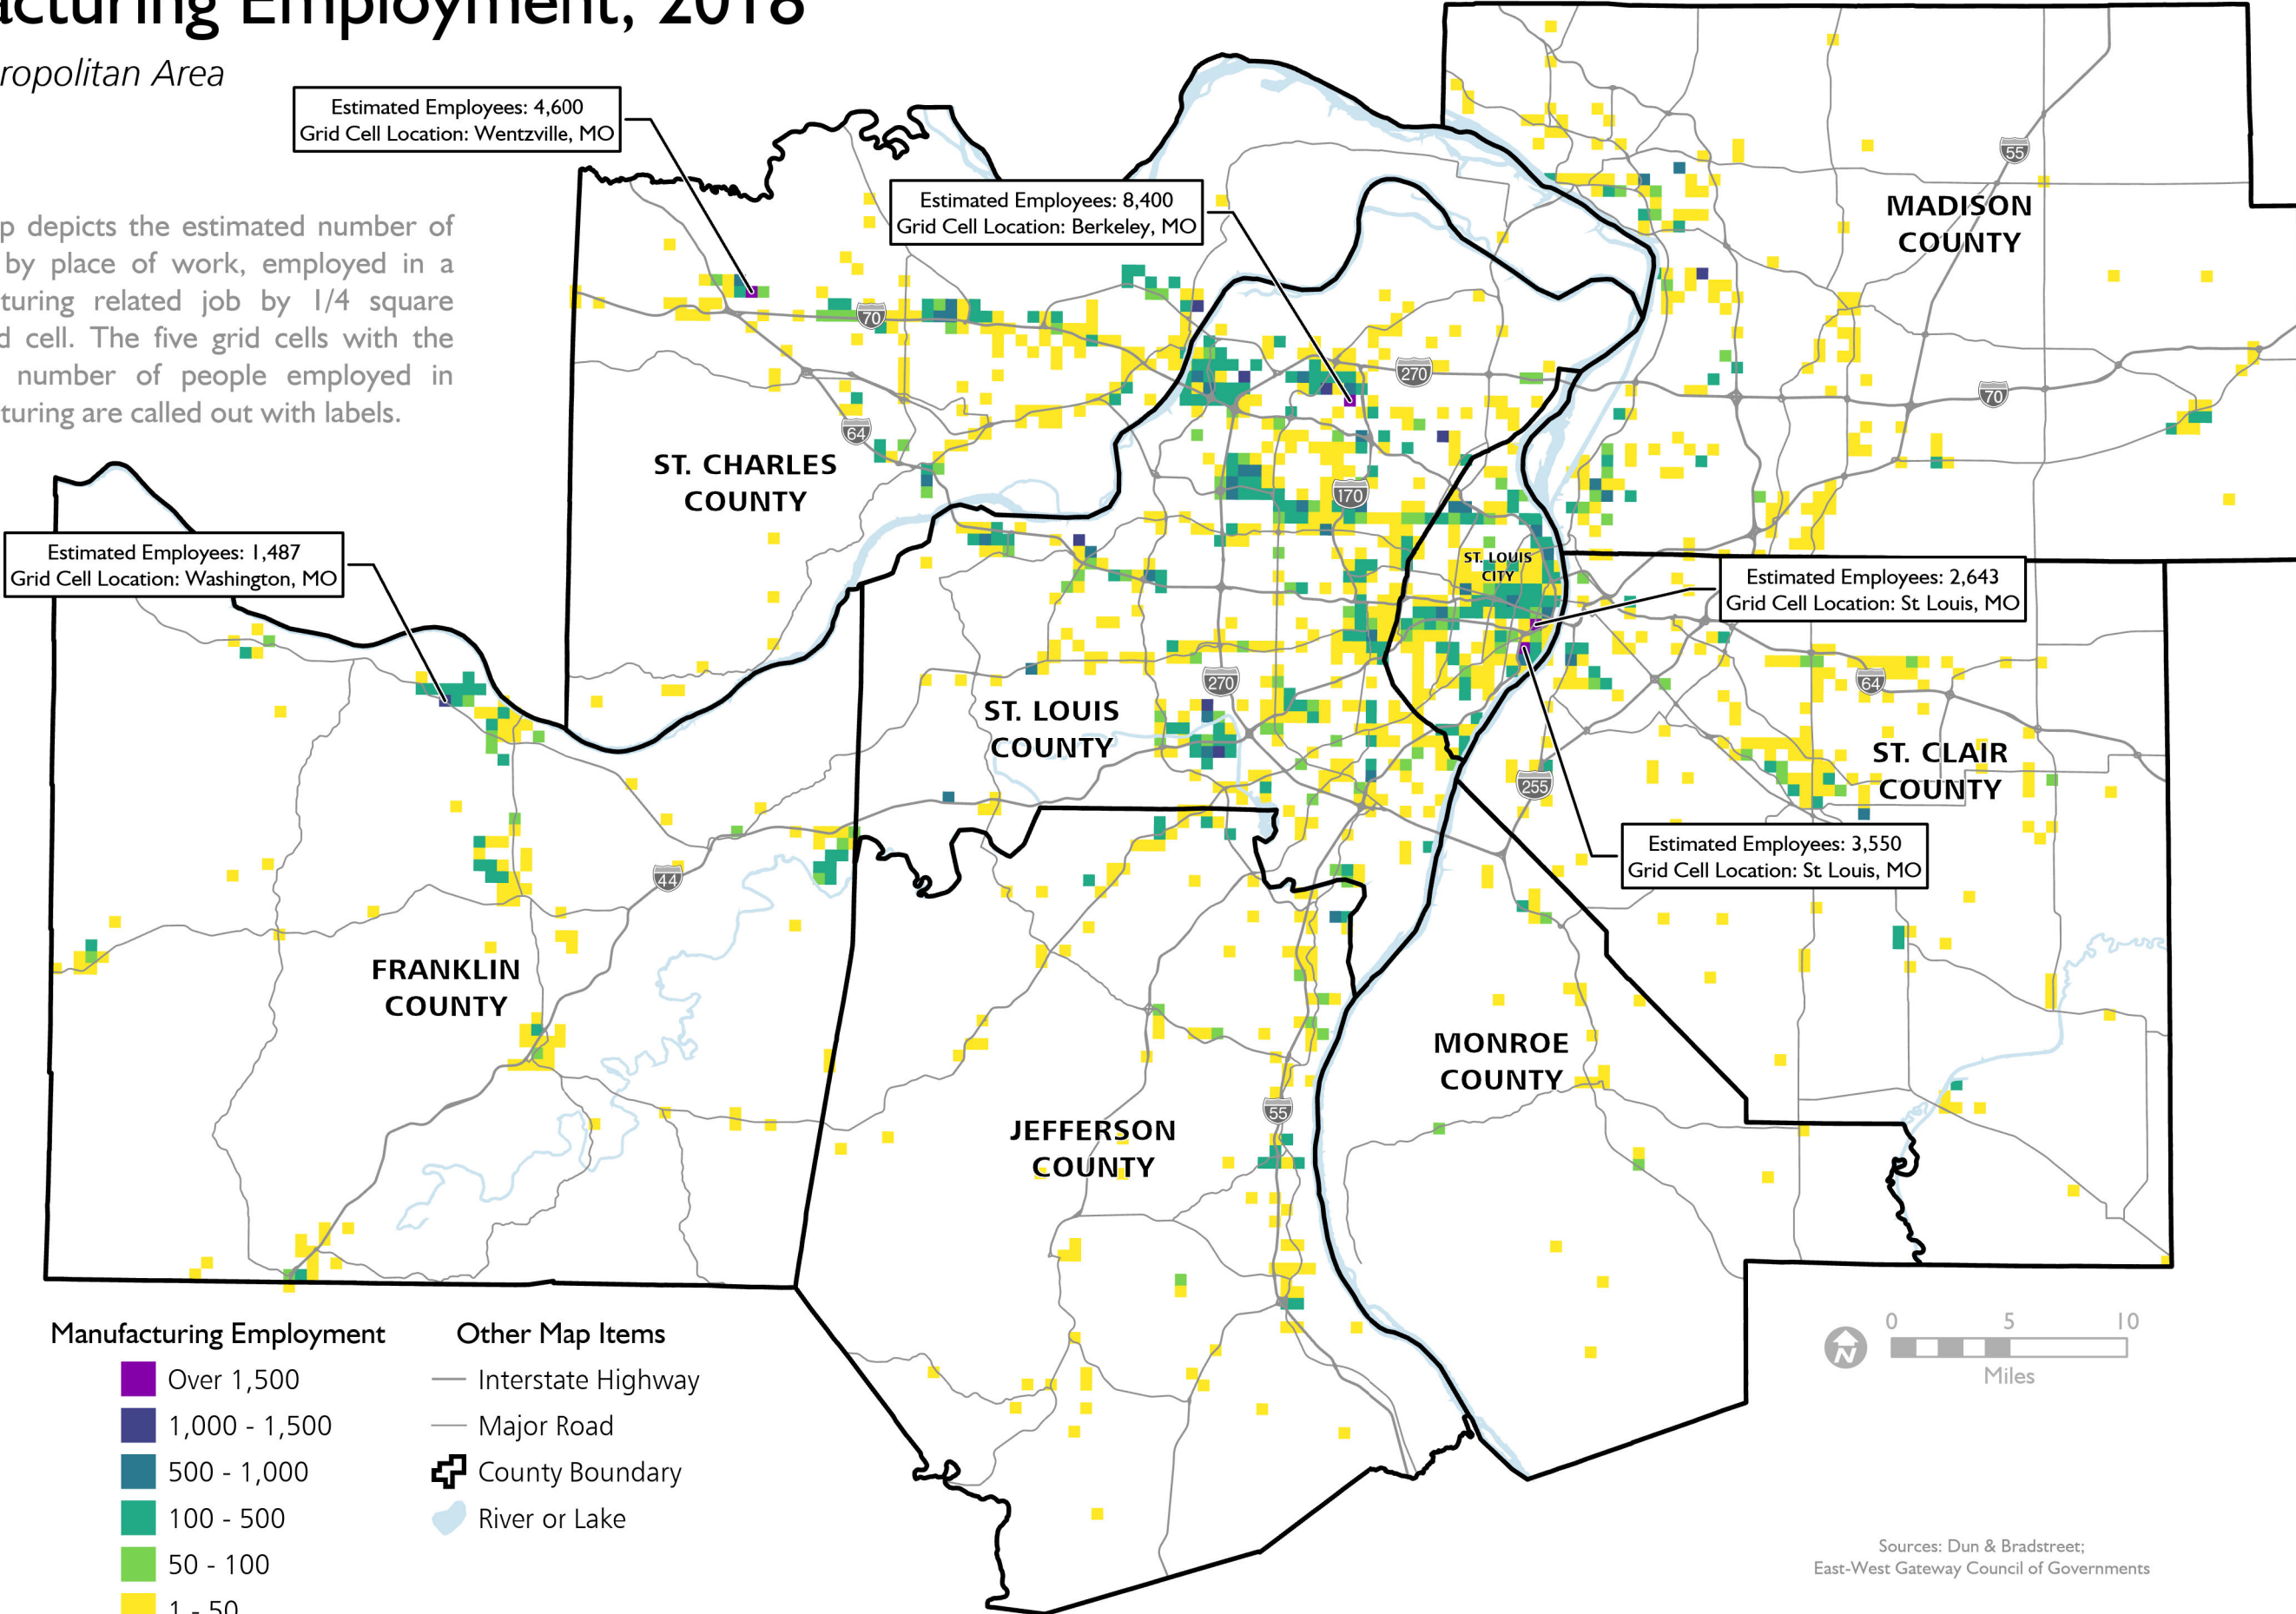 acturing Employment, 2018
ropolitan Area
Estimated Employees: 4,600
Grid Cell Location: Wentzville, MO
Estimated Employees: 8,400
Grid Cell Location: Berkeley, MO
p depicts the estimated number of
by place of work, employed in a
turing related job by 1/4 square
d cell. The five grid cells with the
number of people employed in
turing are called out with labels.
55
MADISON
COUNTY
70
270
70
64
ST. CHARLES
COUNTY
170
Estimated Employees: 1,487
Grid Cell Location: Washington, MO
ST. LOUIS
CITY
Estimated Employees: 2,643
Grid Cell Location: St Louis, MO
270
64
ST. LOUIS
COUNTY
ST. CLAIR
COUNTY
255
Estimated Employees: 3,550
Grid Cell Location: St Louis, MO
44
FRANKLIN
COUNTY
MONROE
COUNTY
55
JEFFERSON
COUNTY
Manufacturing Employment
Over 1,500
1,000 - 1,500
500 - 1,000
100 - 500
50 - 100
1 - 50
Other Map Items
Interstate Highway
Major Road
County Boundary
River or Lake
N
0 5 10
Miles
Sources: Dun & Bradstreet;
East-West Gateway Council of Governments